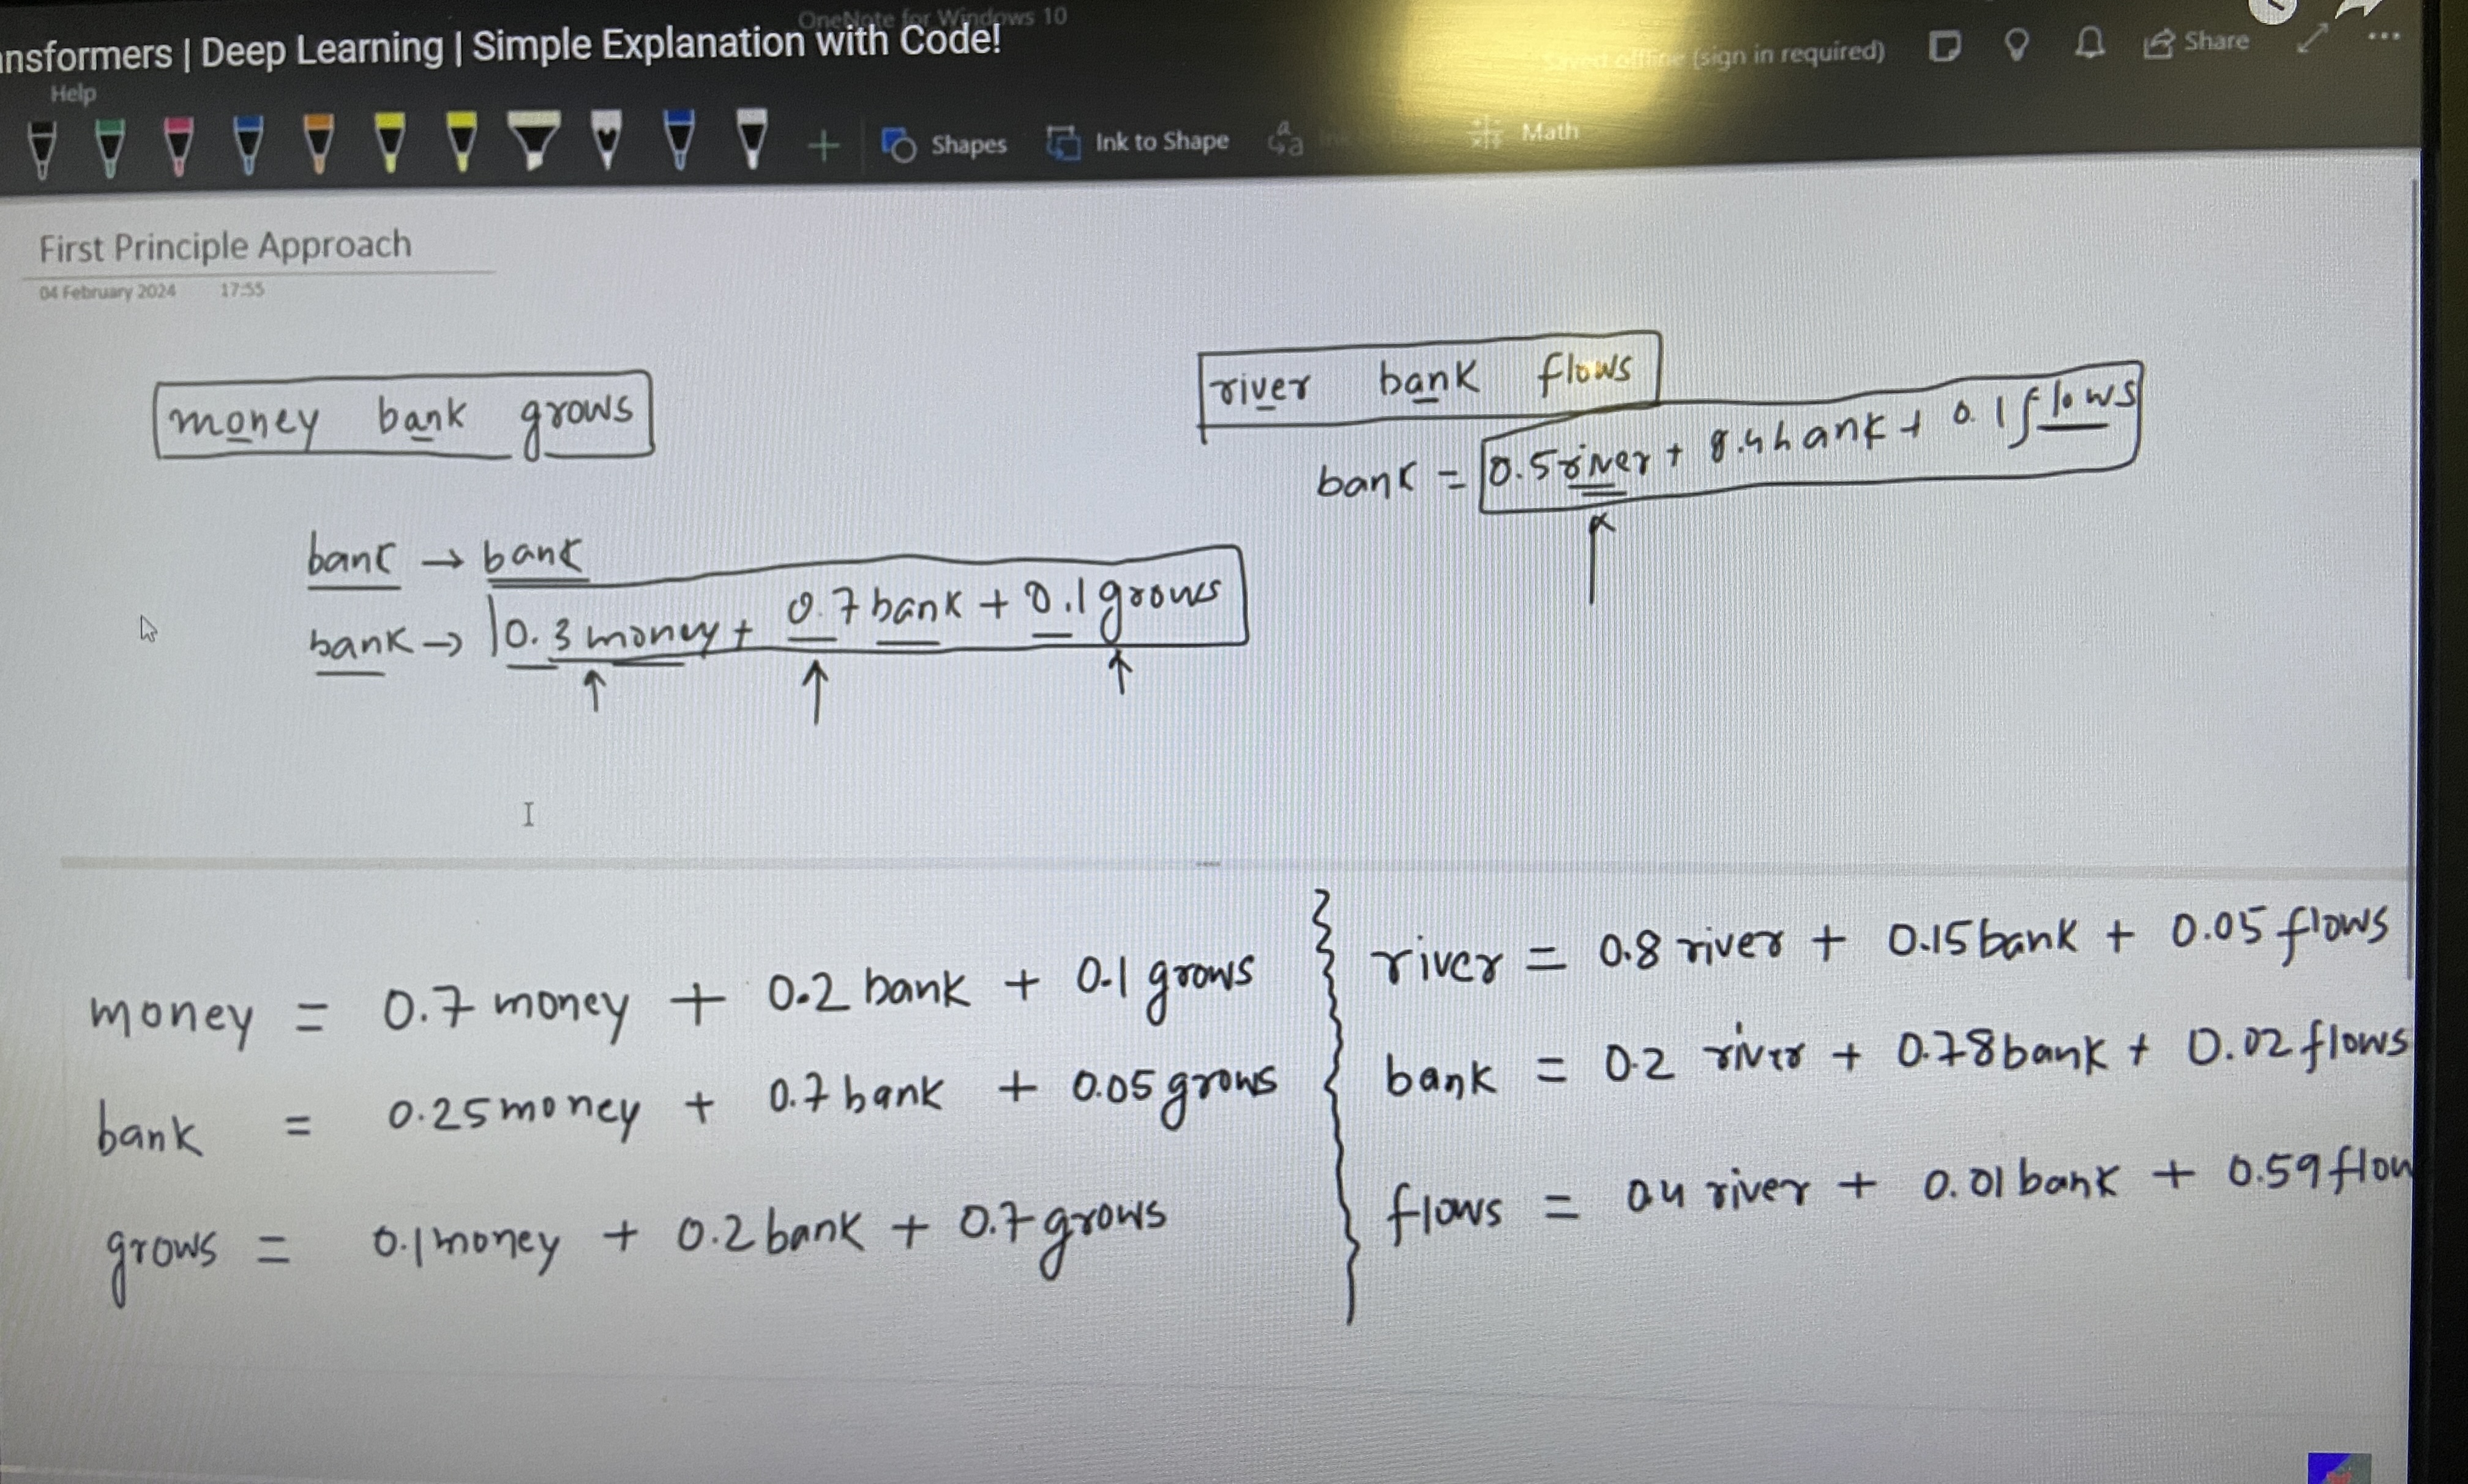 OneNote for Windows 10
ansformers | Deep Learning | Simple Explanation with Code!
offline (sign in required)
Share
Help
Shapes
Ink to Shape
Math
First Principle Approach
04 February 2024 17:55
money bank grows
river bank flows
bank = 0.5 river + 0.4 bank + 0.1 flows
bank → bank
bank → 0.3 money + 0.7 bank + 0.1 grows
money = 0.7 money + 0.2 bank + 0.1 grows
bank = 0.25 money + 0.7 bank + 0.05 grows
grows = 0.1 money + 0.2 bank + 0.7 grows
river = 0.8 river + 0.15 bank + 0.05 flows
bank = 0.2 river + 0.78 bank + 0.02 flows
flows = 0.4 river + 0.01 bank + 0.59 flow